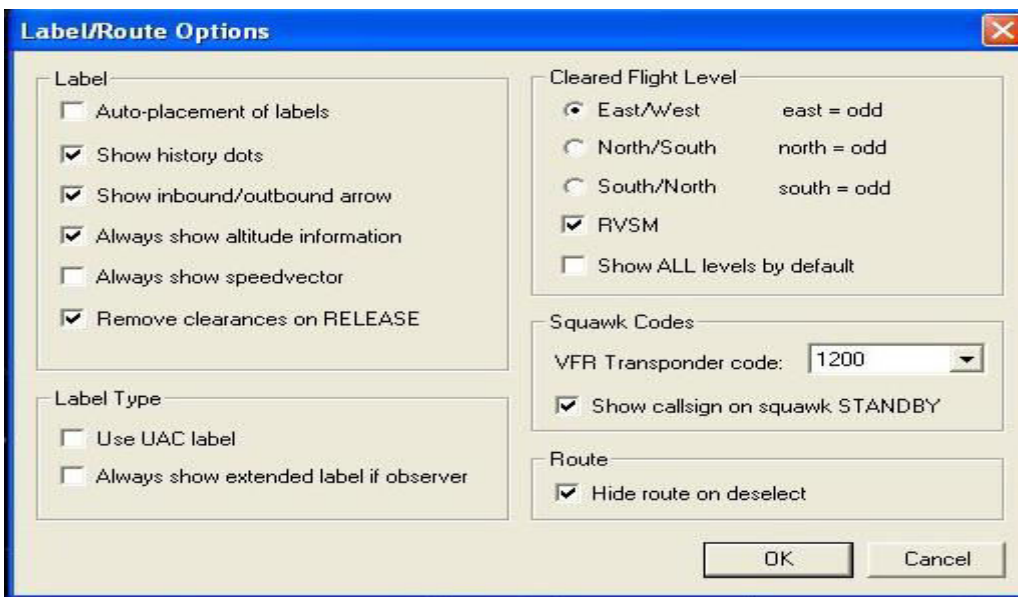 Label/Route Options
Label
Auto-placement of labels
Show history dots
Show inbound/outbound arrow
Always show altitude information
Always show speedvector
Remove clearances on RELEASE
Label Type
Use UAC label
Always show extended label if observer
Cleared Flight Level
East/West east = odd
North/South north = odd
South/North south = odd
RVSM
Show ALL levels by default
Squawk Codes
VFR Transponder code: 1200
Show callsign on squawk STANDBY
Route
Hide route on deselect
OK Cancel